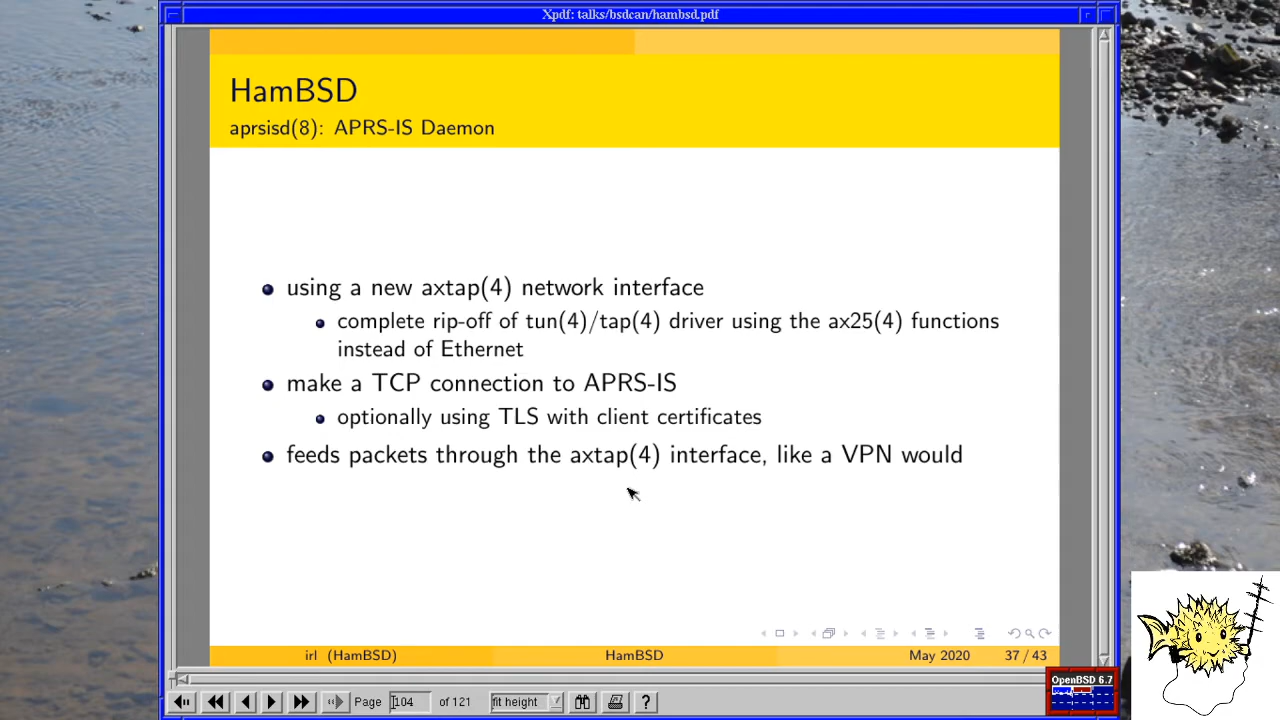 Xpdf: talks/bsdcan/hambsd.pdf
HamBSD
aprsisd(8): APRS-IS Daemon
using a new axtap(4) network interface
complete rip-off of tun(4)/tap(4) driver using the ax25(4) functions
instead of Ethernet
make a TCP connection to APRS-IS
optionally using TLS with client certificates
feeds packets through the axtap(4) interface, like a VPN would
irl (HamBSD) HamBSD May 2020 37 / 43
OpenBSD 6.7
Page 104 of 121 fit height ?